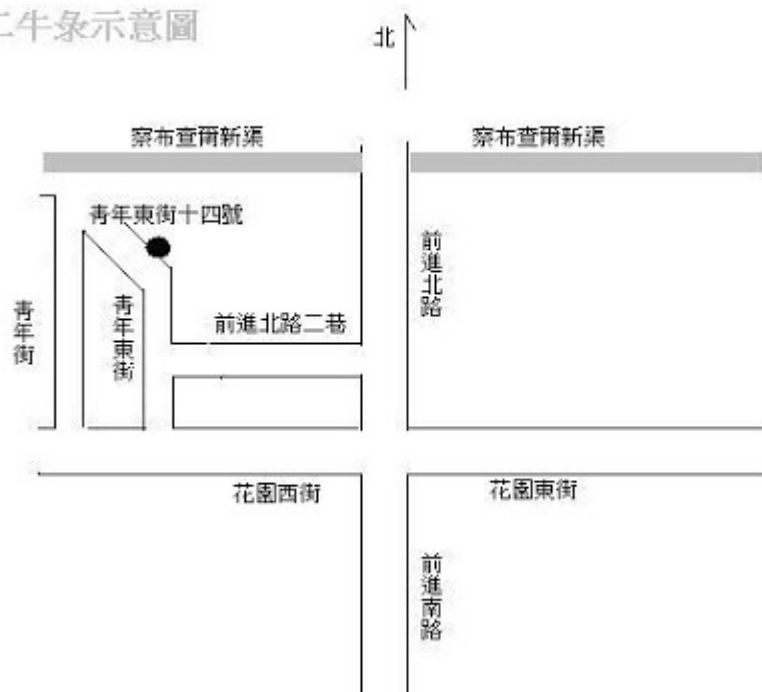 二牛彔示意圖
北
察布查爾新渠
察布查爾新渠
青年東街十四號
前進北路
青年街
青年東街
前進北路二巷
花園西街
花園東街
前進南路